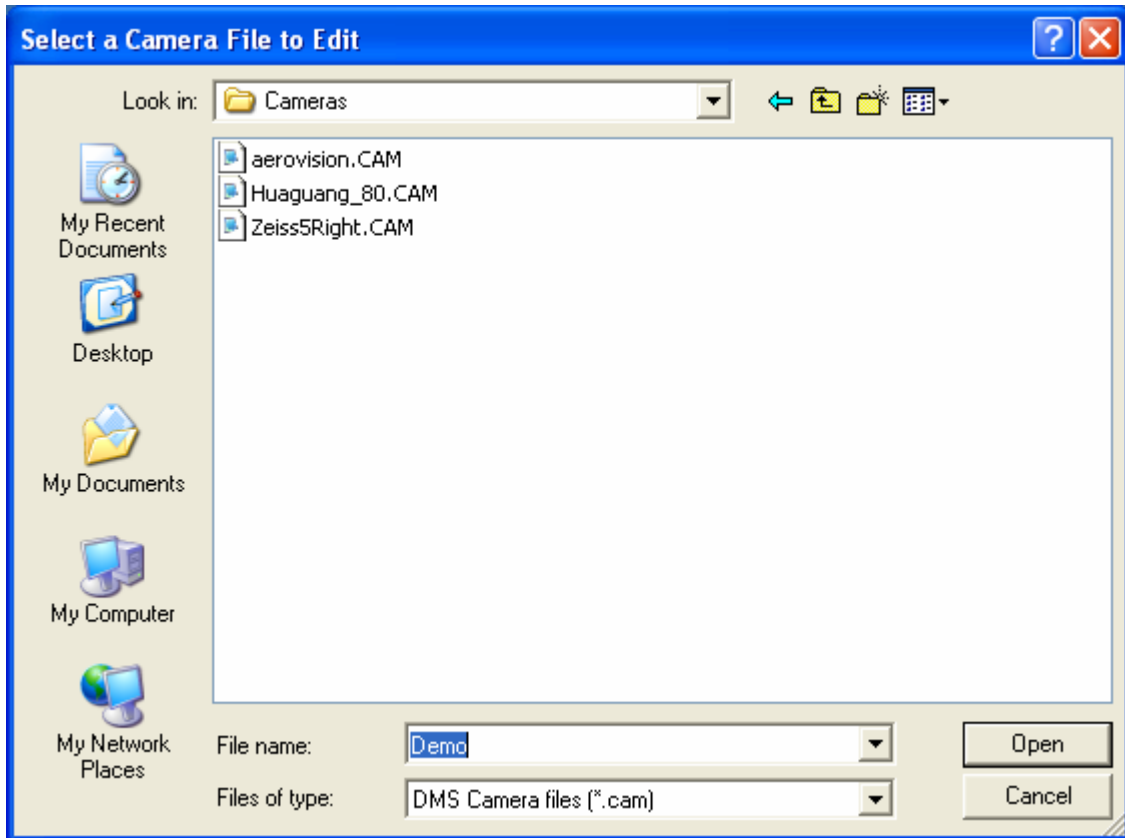 Select a Camera File to Edit
Look in: Cameras
aerovision.CAM
Huaguang_80.CAM
Zeiss5Right.CAM
My Recent
Documents
Desktop
My Documents
My Computer
My Network
Places
File name: Demo
Open
Files of type: DMS Camera files (*.cam)
Cancel